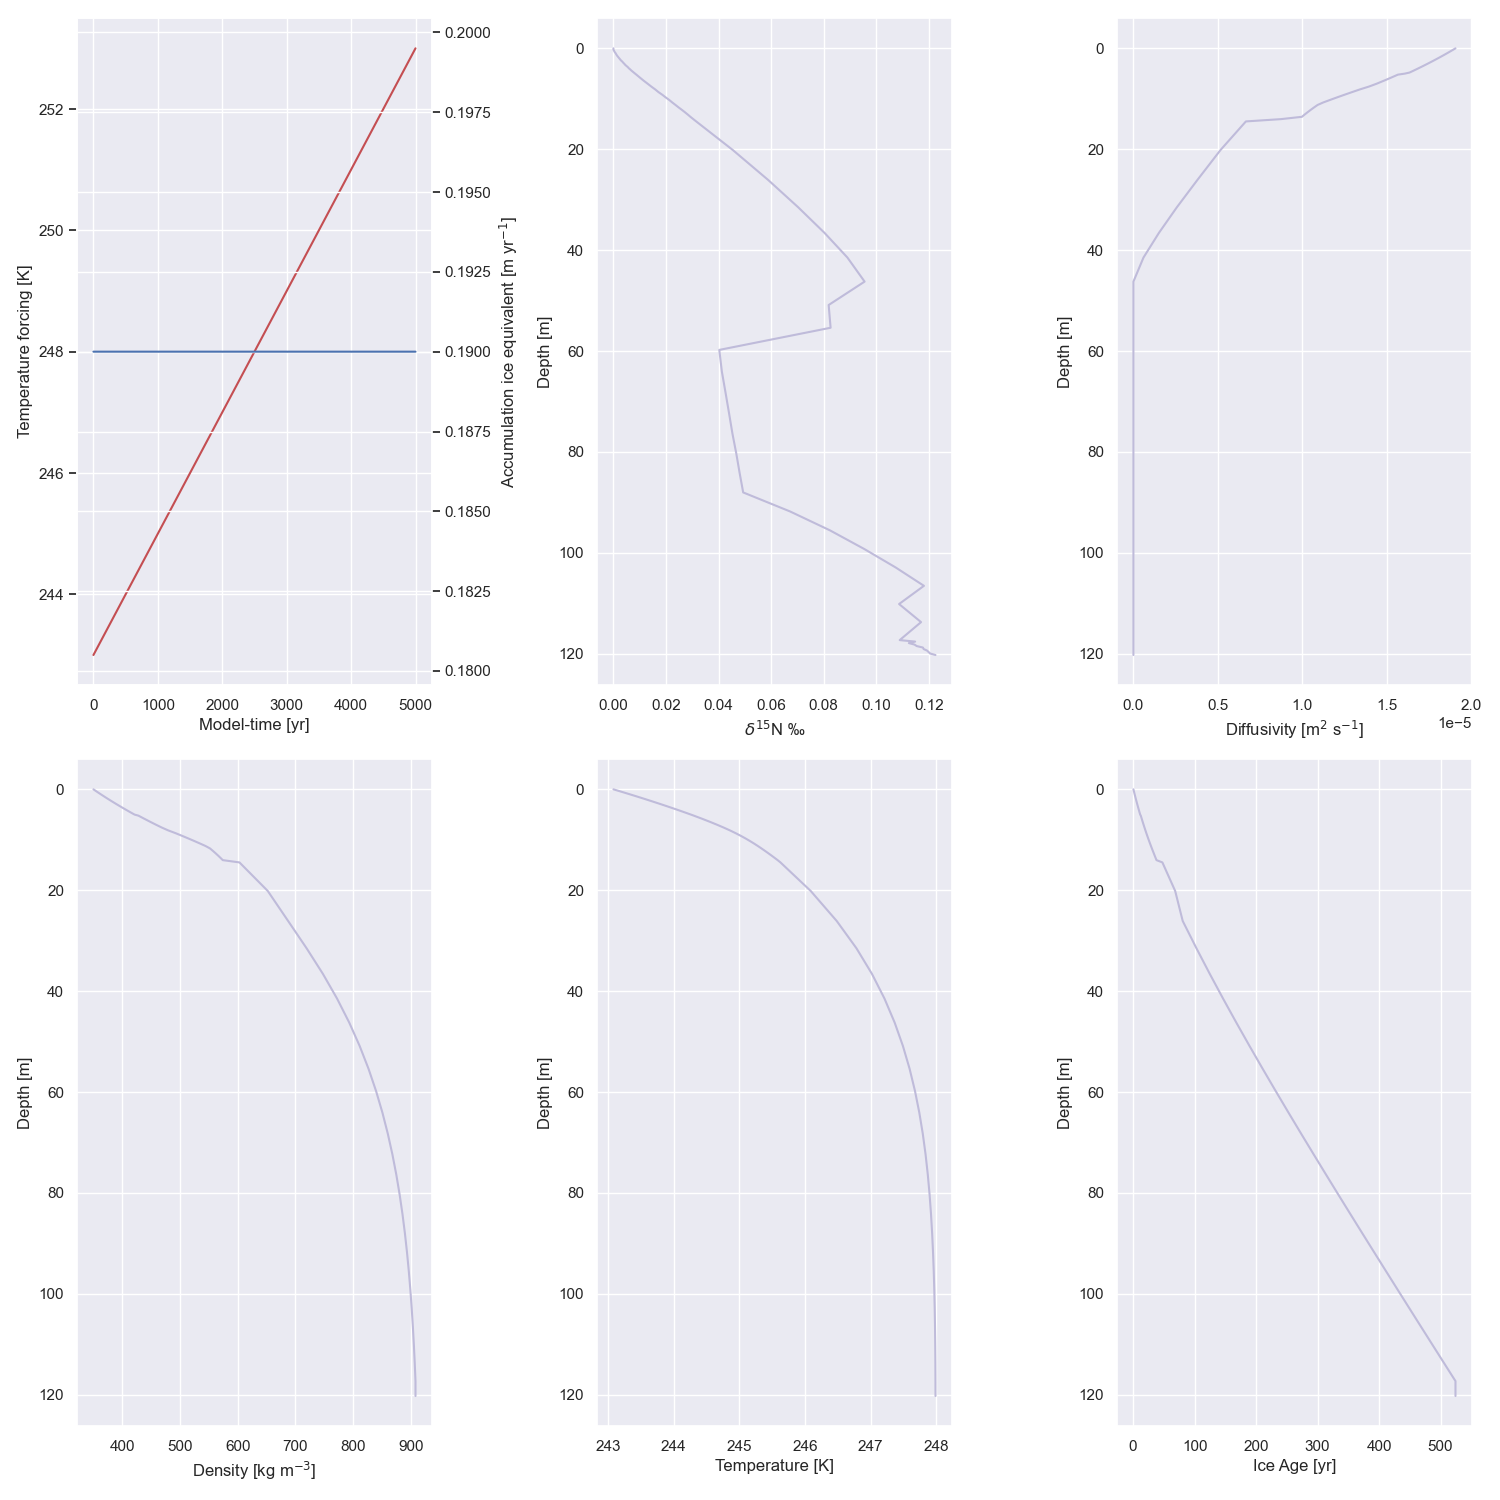 Temperature forcing [K]
252
250
248
246
244
0 1000 2000 3000 4000 5000
Model-time [yr]
0.2000
0.1975
0.1950
0.1925
0.1900
0.1875
0.1850
0.1825
0.1800
Accumulation ice equivalent [m yr⁻¹]
Depth [m]
0
20
40
60
80
100
120
0.00 0.02 0.04 0.06 0.08 0.10 0.12
δ¹⁵N ‰
Depth [m]
0
20
40
60
80
100
120
0.0 0.5 1.0 1.5 2.0
1e−5
Diffusivity [m² s⁻¹]
Depth [m]
0
20
40
60
80
100
120
400 500 600 700 800 900
Density [kg m⁻³]
Depth [m]
0
20
40
60
80
100
120
243 244 245 246 247 248
Temperature [K]
Depth [m]
0
20
40
60
80
100
120
0 100 200 300 400 500
Ice Age [yr]